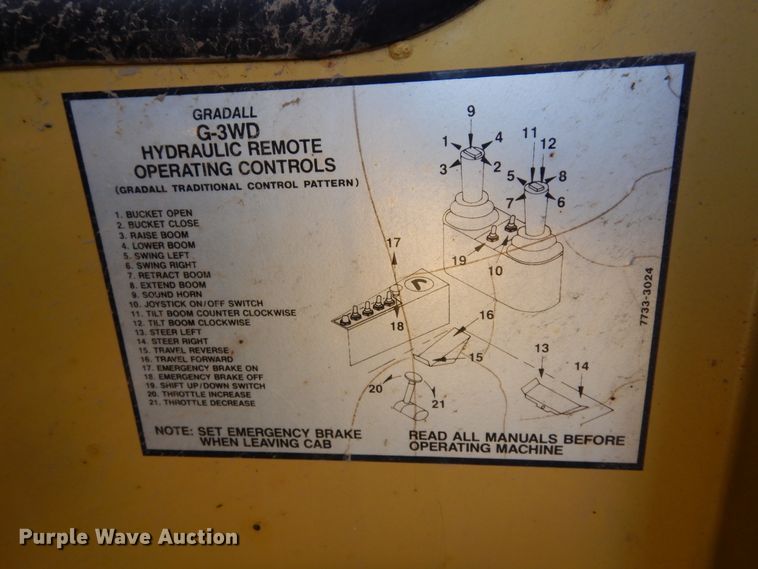 GRADALL
G-3WD
HYDRAULIC REMOTE
OPERATING CONTROLS
(GRADALL TRADITIONAL CONTROL PATTERN)
1. BUCKET OPEN
2. BUCKET CLOSE
3. RAISE BOOM
4. LOWER BOOM
5. SWING LEFT
6. SWING RIGHT
7. RETRACT BOOM
8. EXTEND BOOM
9. SOUND HORN
10. JOYSTICK ON/OFF SWITCH
11. TILT BOOM COUNTER CLOCKWISE
12. TILT BOOM CLOCKWISE
13. STEER LEFT
14. STEER RIGHT
15. TRAVEL REVERSE
16. TRAVEL FORWARD
17. EMERGENCY BRAKE ON
18. EMERGENCY BRAKE OFF
19. SHIFT UP/DOWN SWITCH
20. THROTTLE INCREASE
21. THROTTLE DECREASE
NOTE: SET EMERGENCY BRAKE
WHEN LEAVING CAB
9
1 4
3 2
11
12
5 8
7 6
17
19
10
18
16
15
13
14
20
21
7733-3024
READ ALL MANUALS BEFORE
OPERATING MACHINE
Purple Wave Auction